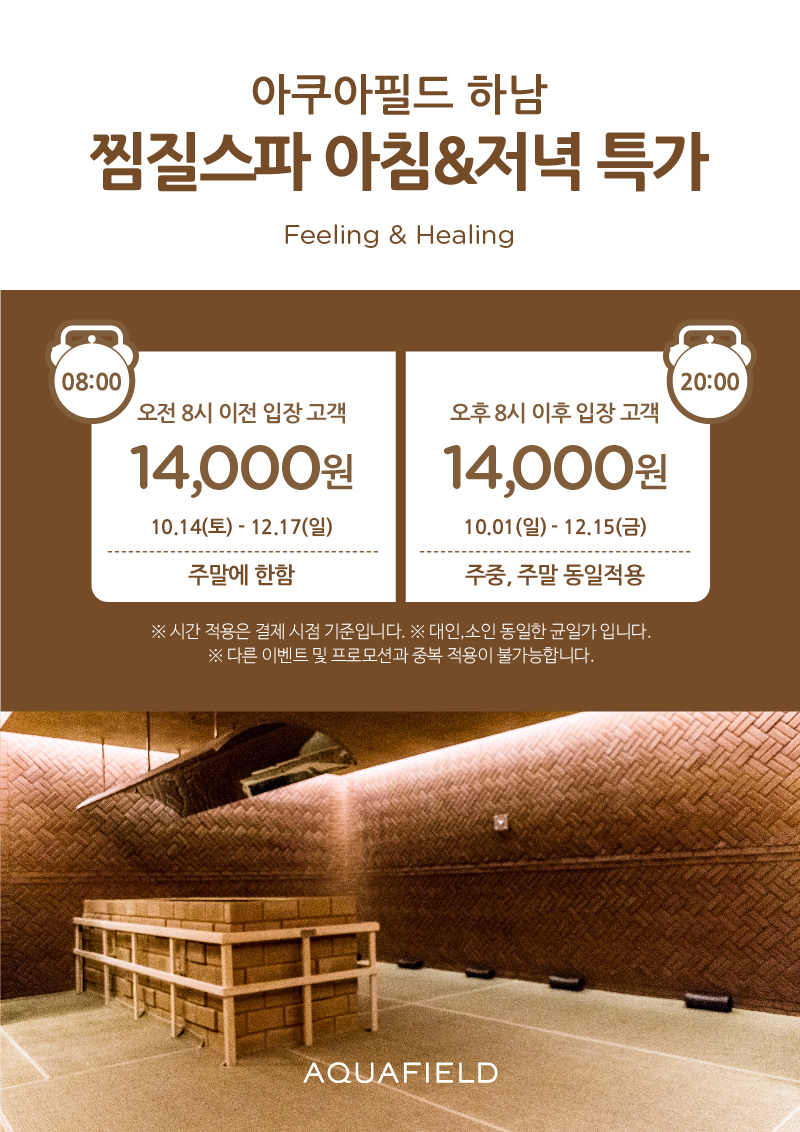 아쿠아필드 하남
찜질스파 아침&저녁 특가
Feeling & Healing
08:00
오전 8시 이전 입장 고객
14,000원
10.14(토) - 12.17(일)
주말에 한함
20:00
오후 8시 이후 입장 고객
14,000원
10.01(일) - 12.15(금)
주중, 주말 동일적용
※ 시간 적용은 결제 시점 기준입니다. ※ 대인,소인 동일한 균일가 입니다.
※ 다른 이벤트 및 프로모션과 중복 적용이 불가능합니다.
AQUAFIELD